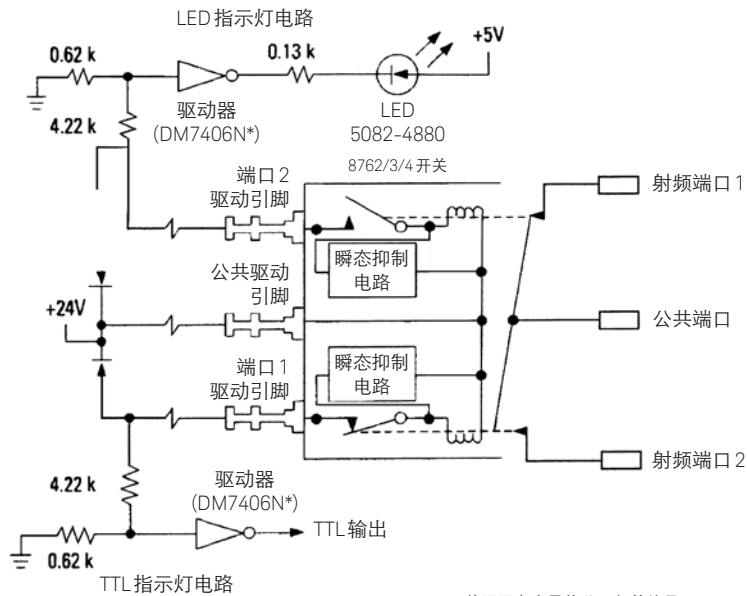 LED 指示灯电路
0.62 k
0.13 k
+5V
驱动器
(DM7406N*)
LED
5082-4880
4.22 k
8762/3/4 开关
端口 2
驱动引脚
射频端口 1
瞬态抑制
电路
公共驱动
引脚
+24V
公共端口
瞬态抑制
电路
端口 1
驱动引脚
射频端口 2
4.22 k
驱动器
(DM7406N*)
TTL 输出
0.62 k
TTL 指示灯电路